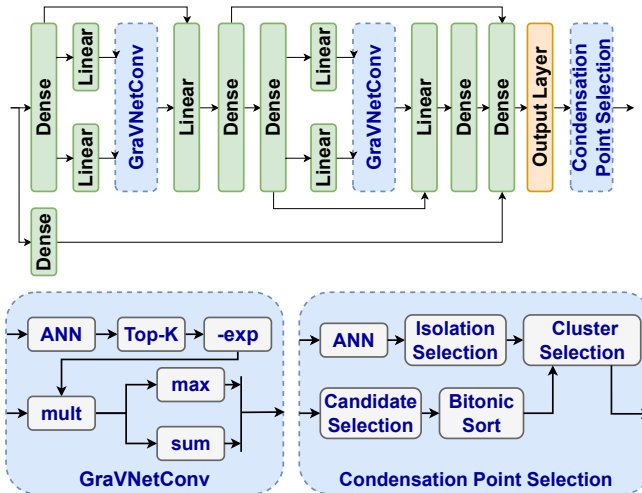 Dense
Linear
Linear
GraVNetConv
Linear
Dense
Dense
Linear
Linear
GraVNetConv
Linear
Dense
Dense
Output Layer
Condensation
Point Selection
Dense
ANN
Top-K
-exp
mult
max
sum
GraVNetConv
ANN
Isolation
Selection
Cluster
Selection
Candidate
Selection
Bitonic
Sort
Condensation Point Selection